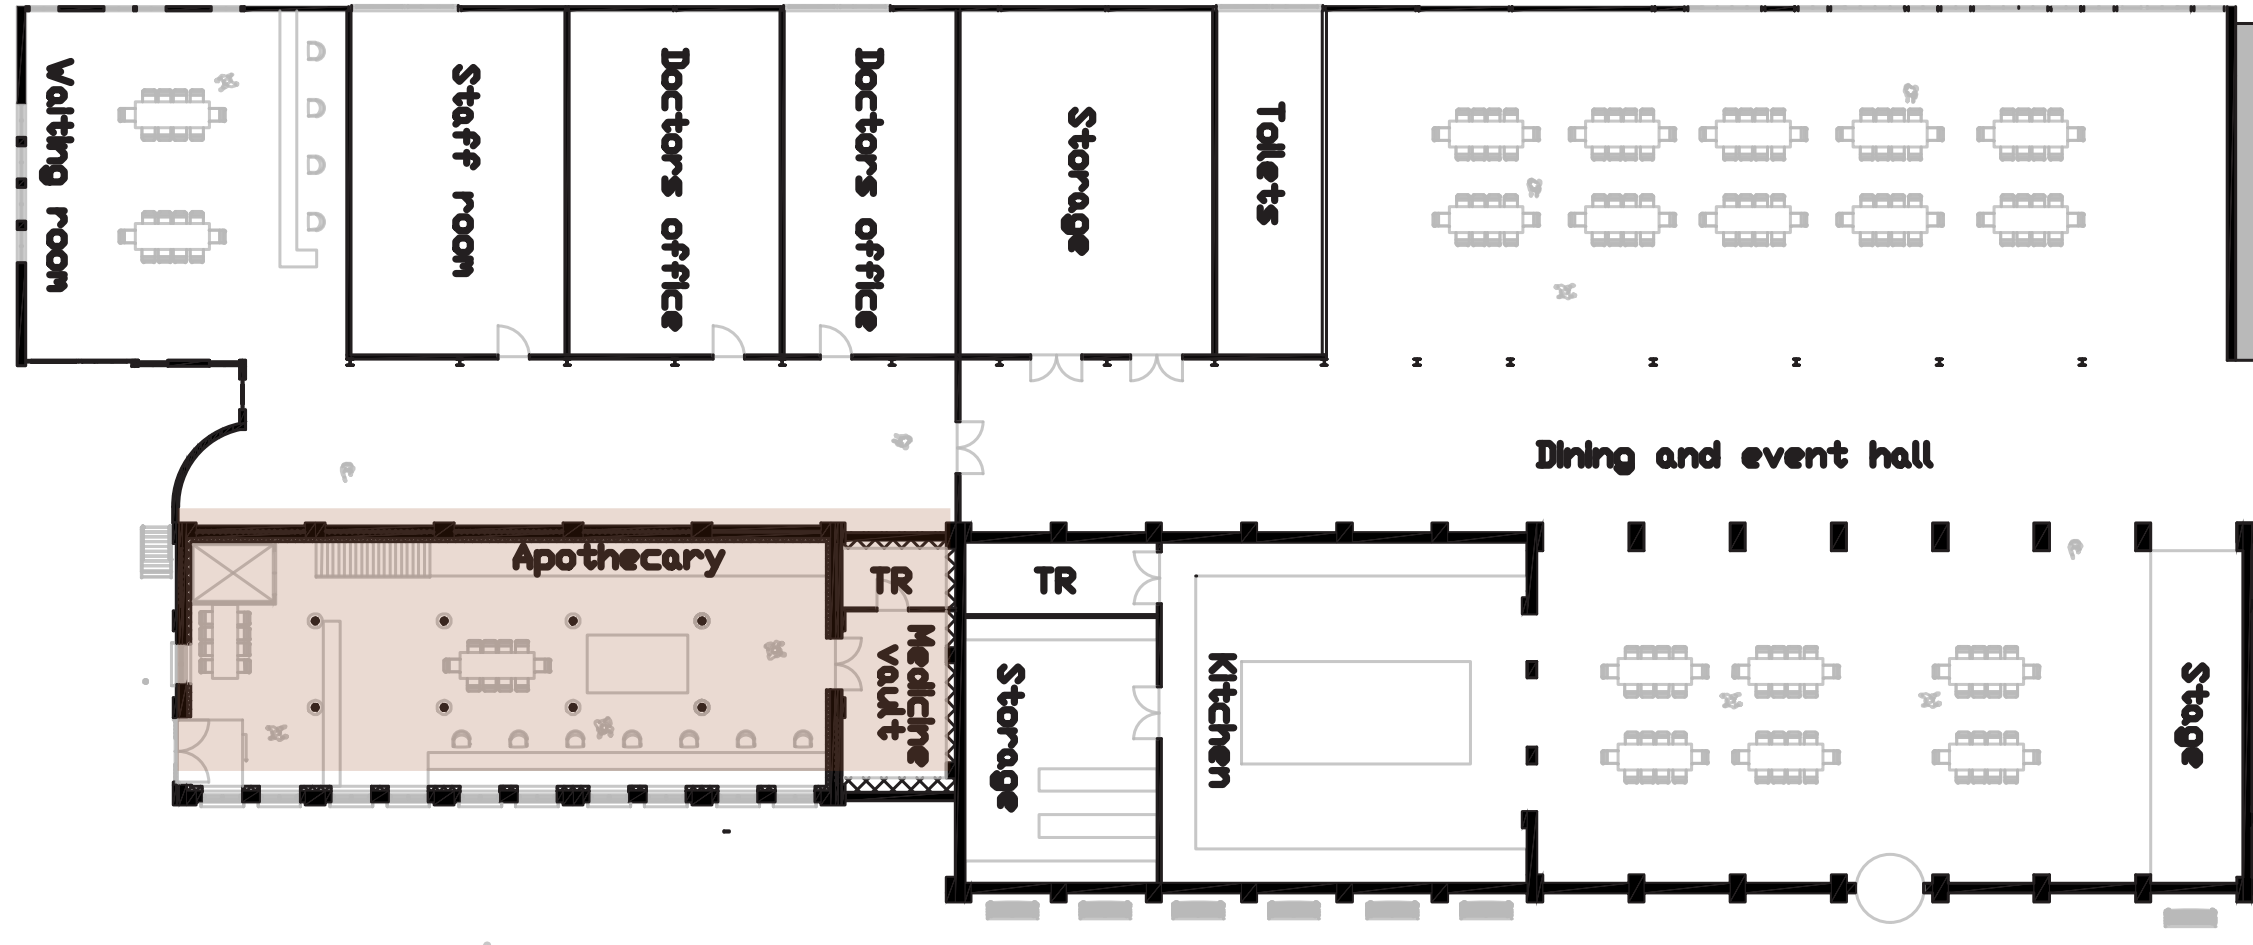 Waiting room
Staff room
Doctors office
Doctors office
Storage
Toilets
Dining and event hall
Apothecary
TR
Medicine
vault
TR
Storage
Kitchen
Stage